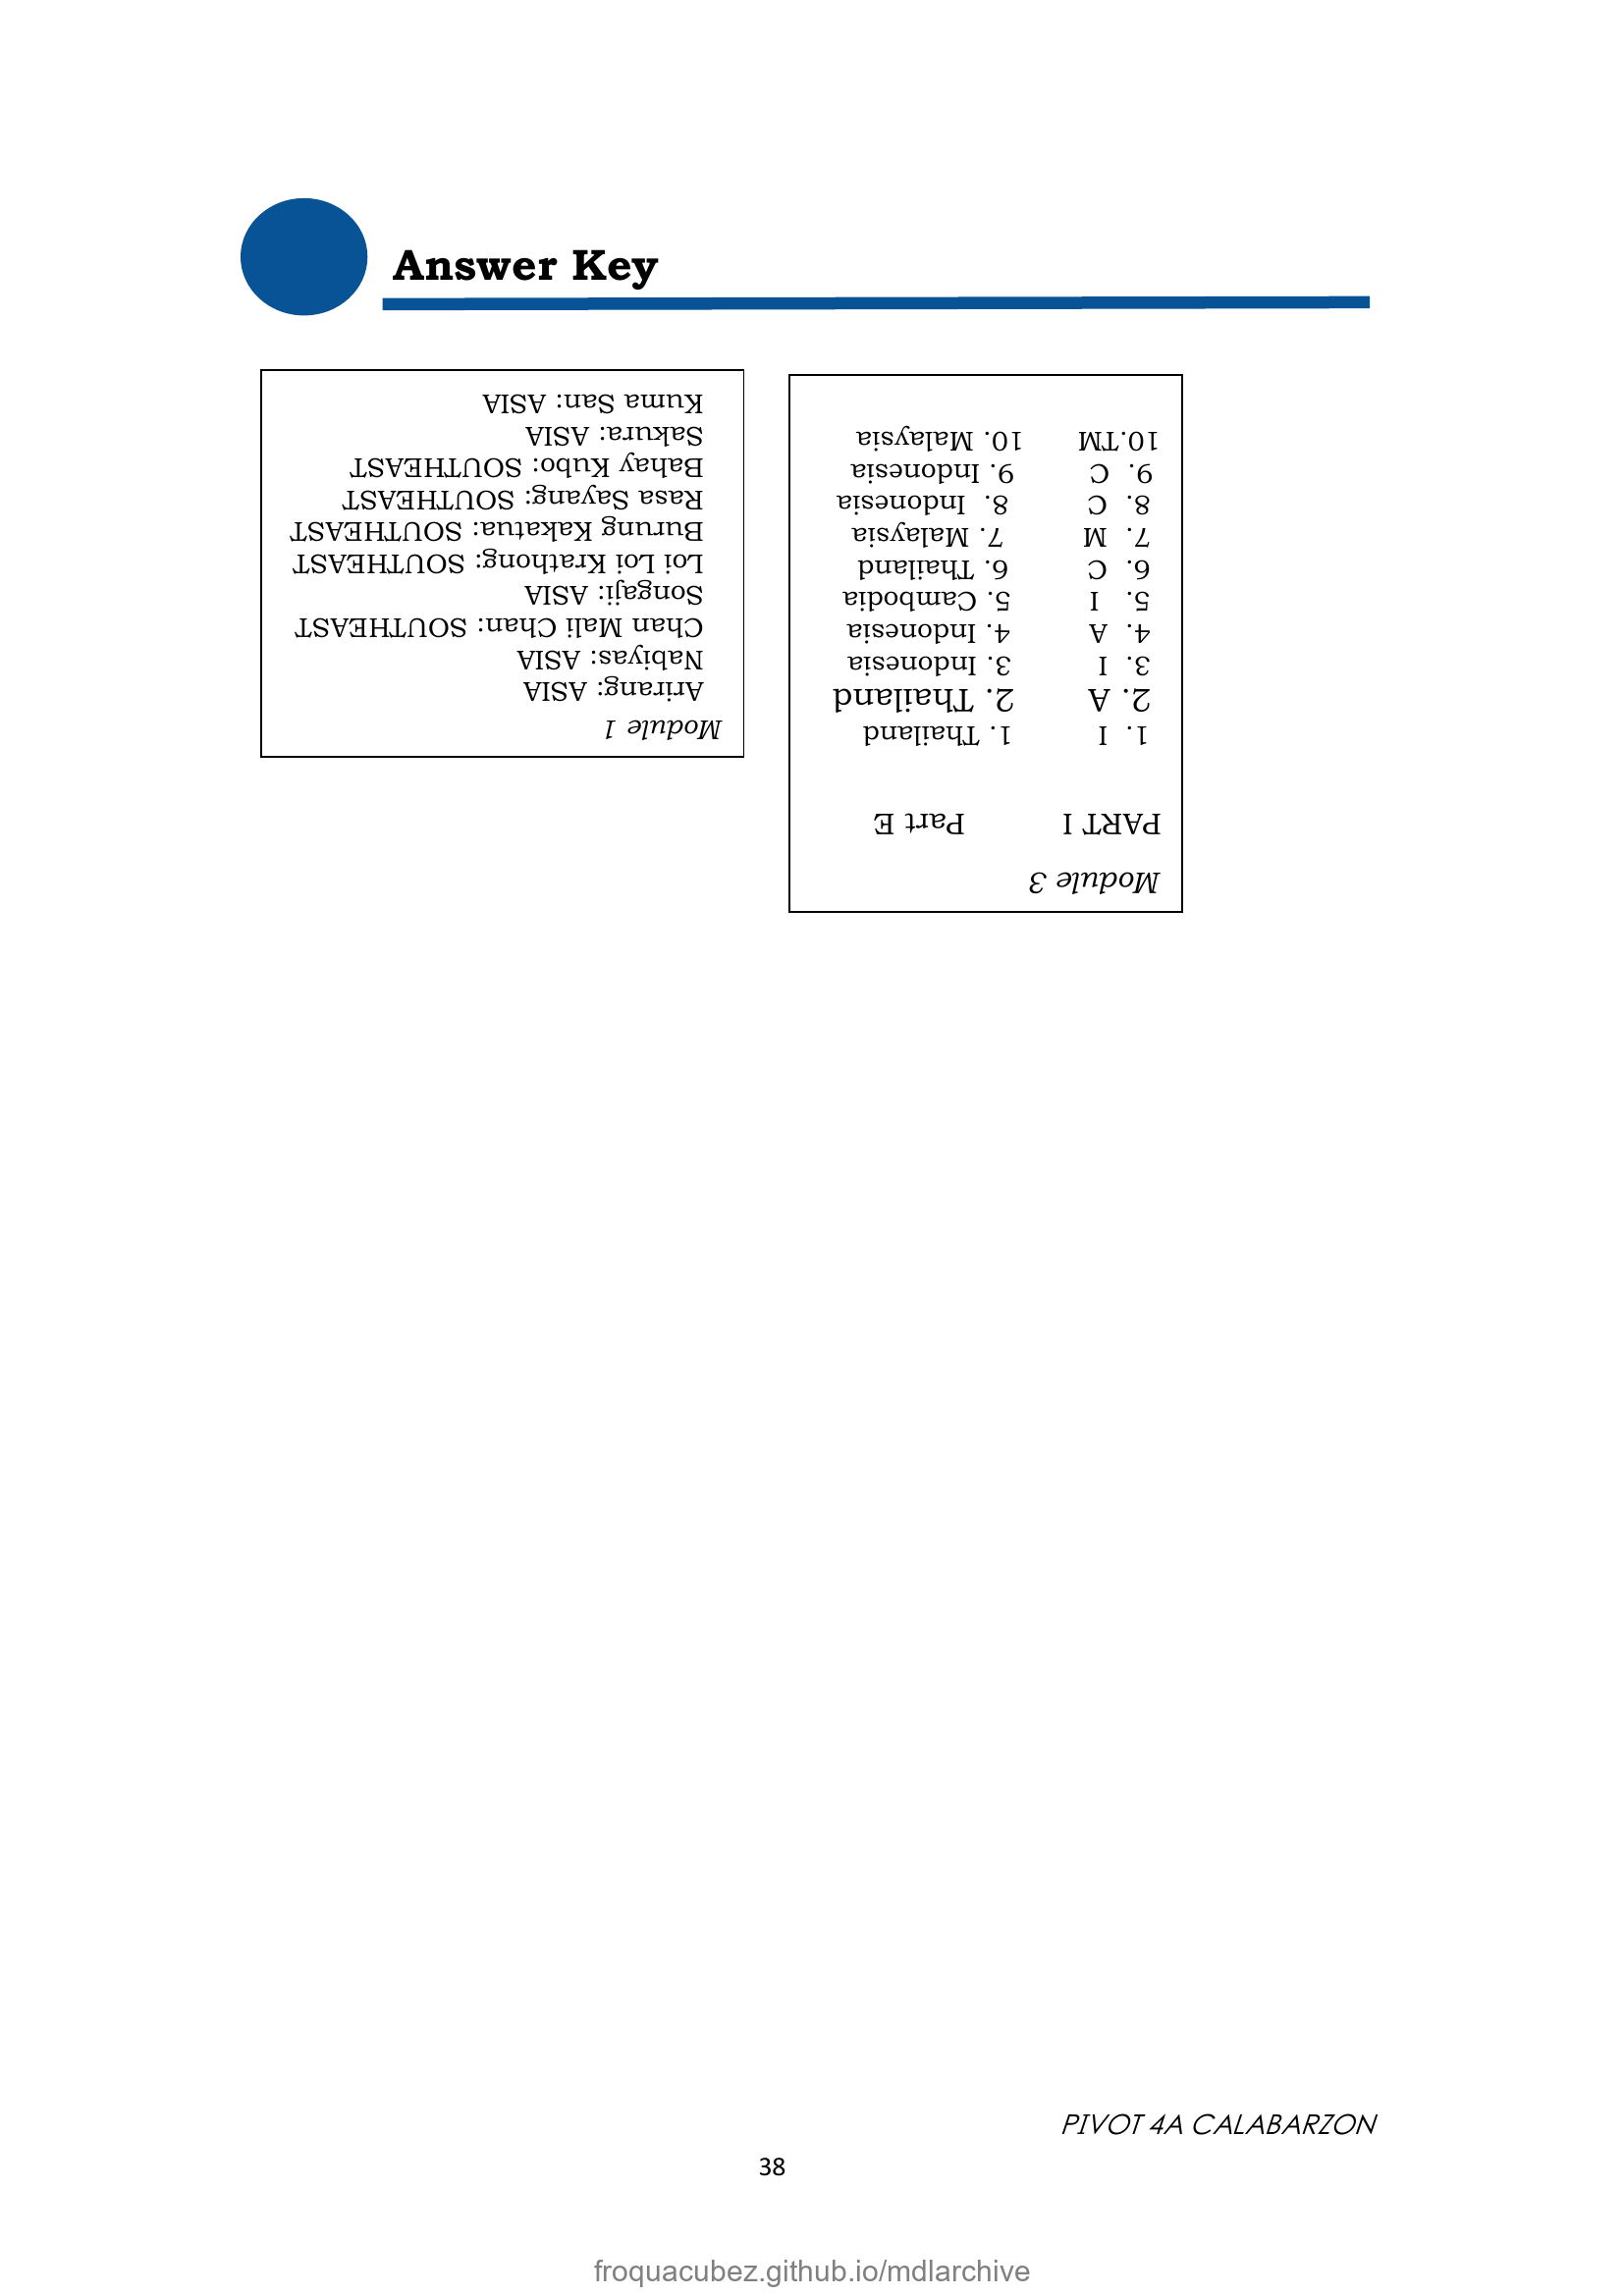 Answer Key
Module 1
Arirang: ASIA
Nabiyas: ASIA
Chan Mali Chan: SOUTHEAST
Songaji: ASIA
Loi Loi Krathong: SOUTHEAST
Burung Kakatua: SOUTHEAST
Rasa Sayang: SOUTHEAST
Bahay Kubo: SOUTHEAST
Sakura: ASIA
Kuma San: ASIA
Module 3
PART I Part E
1. I 1. Thailand
2. A 2. Thailand
3. I 3. Indonesia
4. A 4. Indonesia
5. I 5. Cambodia
6. C 6. Thailand
7. M 7. Malaysia
8. C 8. Indonesia
9. C 9. Indonesia
10.TM 10. Malaysia
PIVOT 4A CALABARZON
38
froquacubez.github.io/mdlarchive